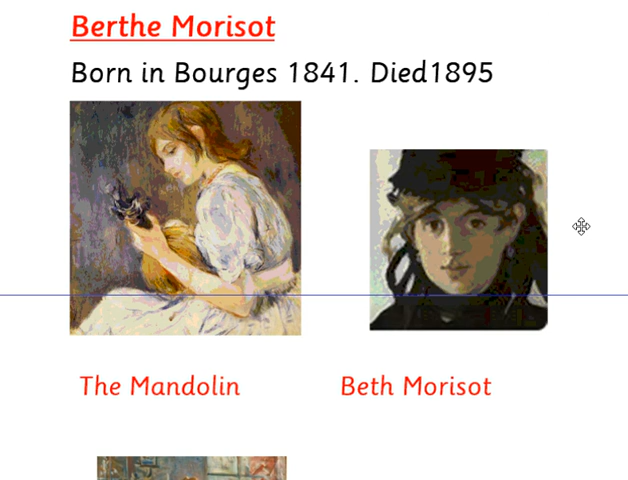 Berthe Morisot
Born in Bourges 1841. Died1895
The Mandolin
Beth Morisot